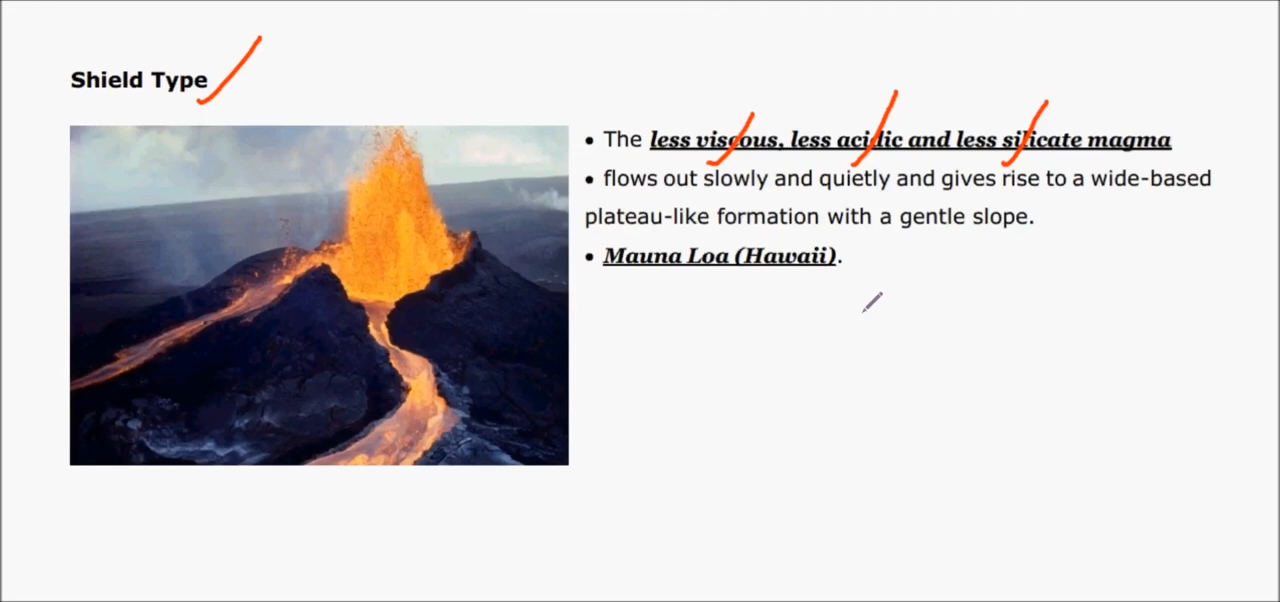 Shield Type
• The less viscous, less acidic and less silicate magma
• flows out slowly and quietly and gives rise to a wide-based
plateau-like formation with a gentle slope.
• Mauna Loa (Hawaii).